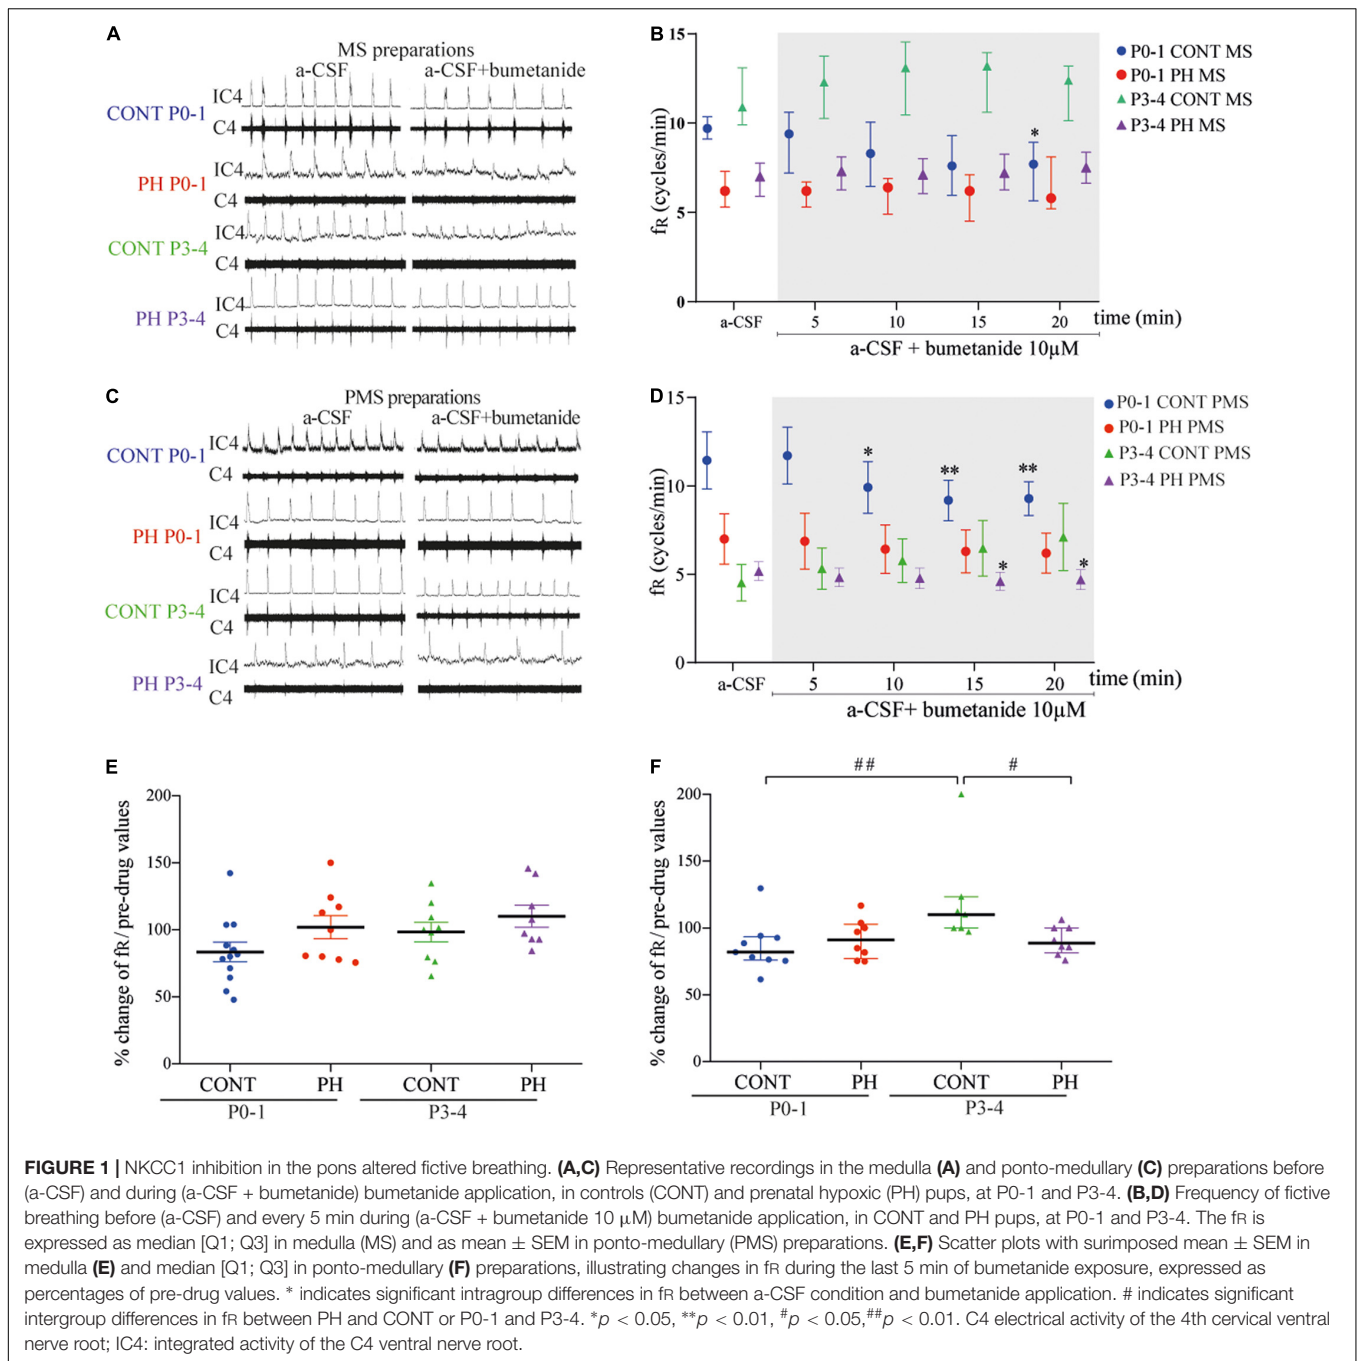 A
MS preparations
a-CSF a-CSF+bumetanide
CONT P0-1
IC4
C4
PH P0-1
IC4
C4
CONT P3-4
IC4
C4
PH P3-4
IC4
C4
B
15
10
5
0
fR (cycles/min)
*
a-CSF 5 10 15 20 time (min)
a-CSF + bumetanide 10µM
P0-1 CONT MS
P0-1 PH MS
P3-4 CONT MS
P3-4 PH MS
C
PMS preparations
a-CSF a-CSF+bumetanide
CONT P0-1
IC4
C4
PH P0-1
IC4
C4
CONT P3-4
IC4
C4
PH P3-4
IC4
C4
D
15
10
5
0
fR (cycles/min)
* ** **
* *
a-CSF 5 10 15 20 time (min)
a-CSF+ bumetanide 10µM
P0-1 CONT PMS
P0-1 PH PMS
P3-4 CONT PMS
P3-4 PH PMS
E
200
150
100
50
0
% change of fR/ pre-drug values
CONT PH CONT PH
P0-1 P3-4
F
## #
200
150
100
50
0
% change of fR/ pre-drug values
CONT PH CONT PH
P0-1 P3-4
FIGURE 1 | NKCC1 inhibition in the pons altered fictive breathing. (A,C) Representative recordings in the medulla (A) and ponto-medullary (C) preparations before
(a-CSF) and during (a-CSF + bumetanide) bumetanide application, in controls (CONT) and prenatal hypoxic (PH) pups, at P0-1 and P3-4. (B,D) Frequency of fictive
breathing before (a-CSF) and every 5 min during (a-CSF + bumetanide 10 µM) bumetanide application, in CONT and PH pups, at P0-1 and P3-4. The fR is
expressed as median [Q1; Q3] in medulla (MS) and as mean ± SEM in ponto-medullary (PMS) preparations. (E,F) Scatter plots with surimposed mean ± SEM in
medulla (E) and median [Q1; Q3] in ponto-medullary (F) preparations, illustrating changes in fR during the last 5 min of bumetanide exposure, expressed as
percentages of pre-drug values. * indicates significant intragroup differences in fR between a-CSF condition and bumetanide application. # indicates significant
intergroup differences in fR between PH and CONT or P0-1 and P3-4. *p < 0.05, **p < 0.01, #p < 0.05,##p < 0.01. C4 electrical activity of the 4th cervical ventral
nerve root; IC4: integrated activity of the C4 ventral nerve root.